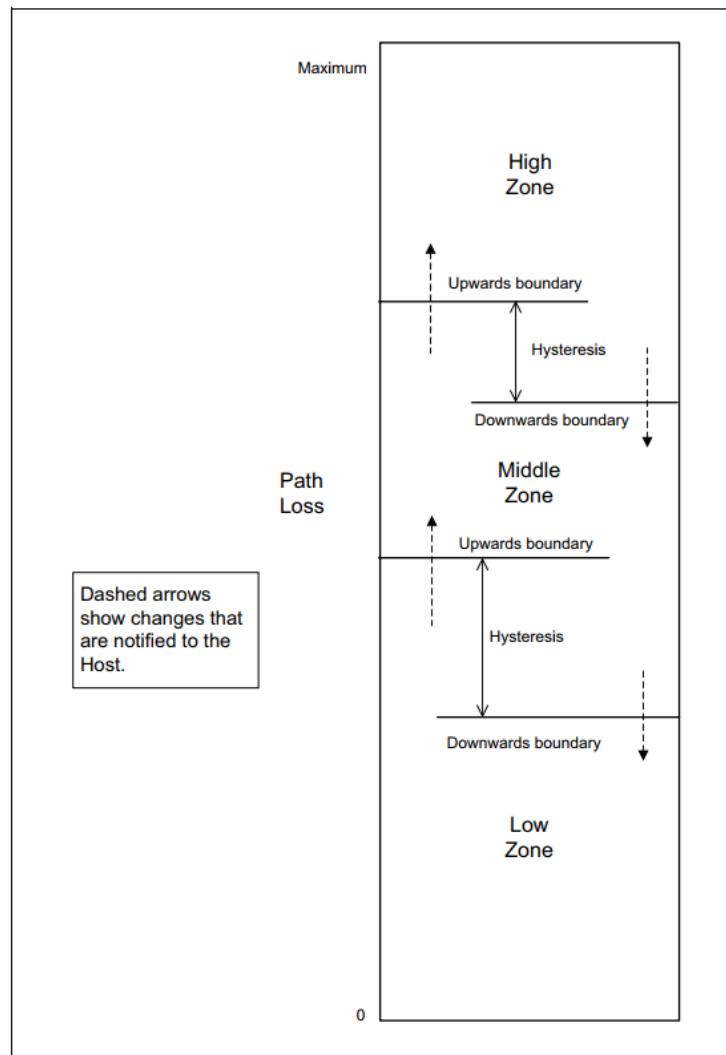 Maximum
High
Zone
Upwards boundary
Hysteresis
Downwards boundary
Middle
Zone
Path
Loss
Upwards boundary
Dashed arrows
show changes that
are notified to the
Host.
Hysteresis
Downwards boundary
Low
Zone
0